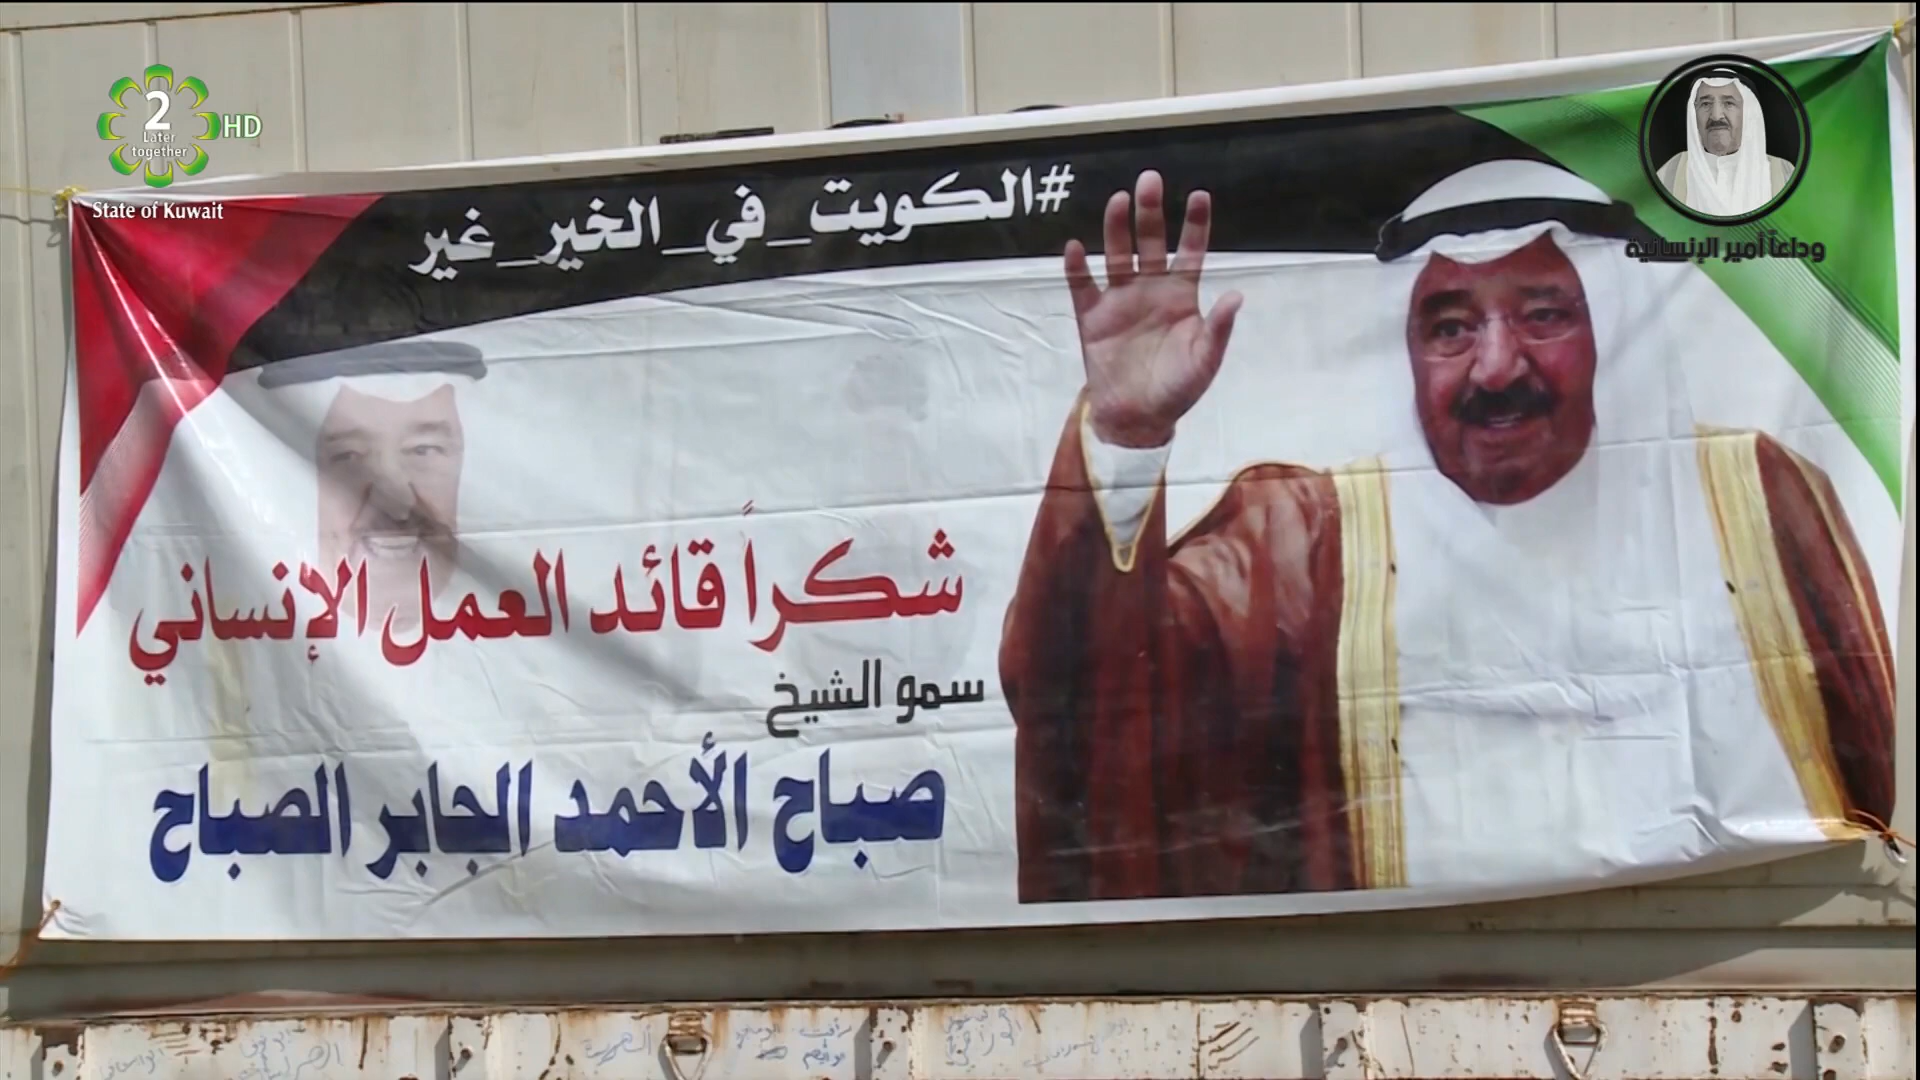 2
Later
together
HD
State of Kuwait
وداعاً أمير الإنسانية
#الكويت_في_الخير_غير
شكراً قائد العمل الإنساني
سمو الشيخ
صباح الأحمد الجابر الصباح